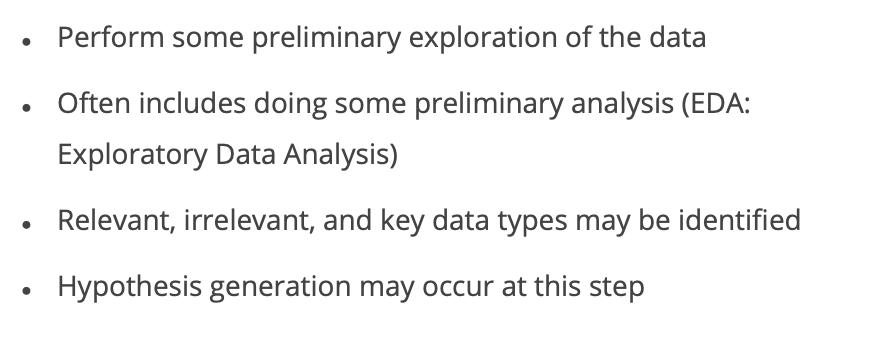 • Perform some preliminary exploration of the data
• Often includes doing some preliminary analysis (EDA:
Exploratory Data Analysis)
• Relevant, irrelevant, and key data types may be identified
• Hypothesis generation may occur at this step